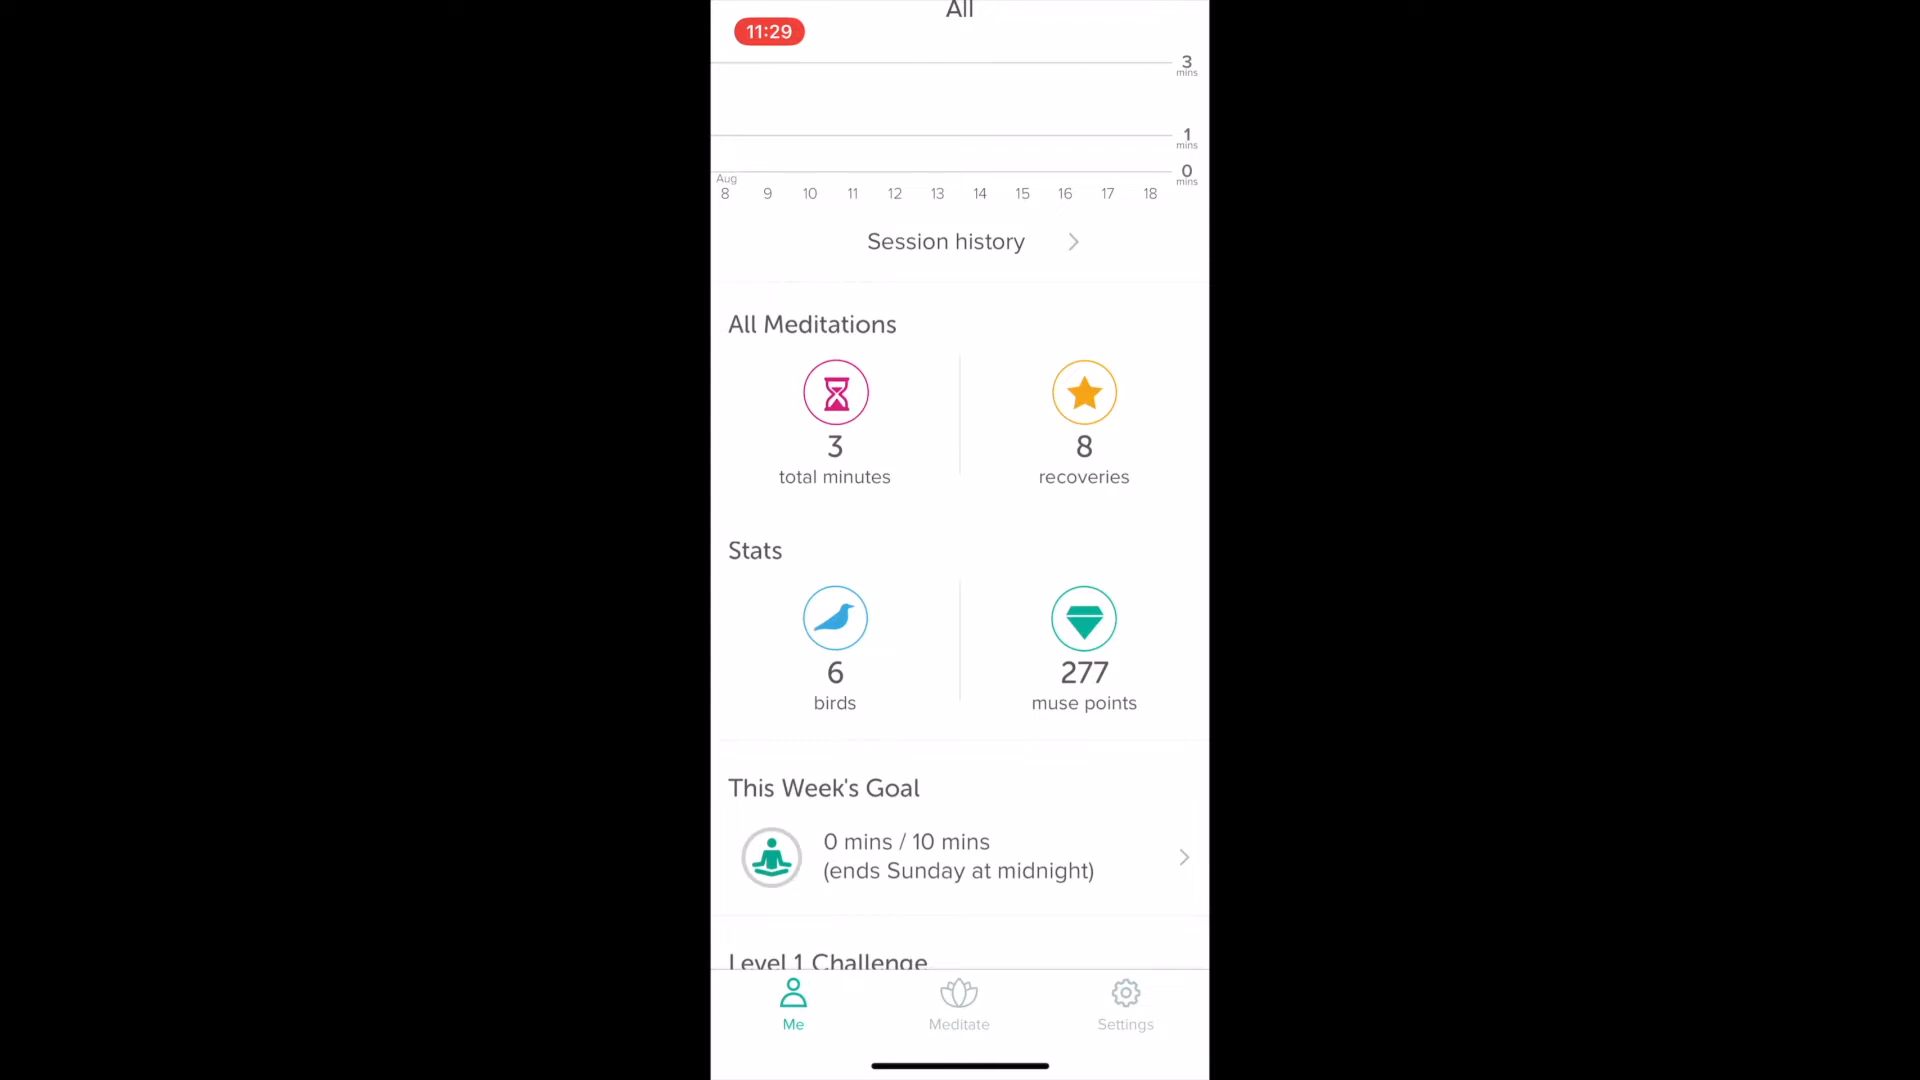 All
11:29
3
mins
1
mins
0
mins
Aug
8 9 10 11 12 13 14 15 16 17 18
Session history
All Meditations
3
total minutes
8
recoveries
Stats
6
birds
277
muse points
This Week's Goal
0 mins / 10 mins
(ends Sunday at midnight)
Level 1 Challenge
Me
Meditate
Settings